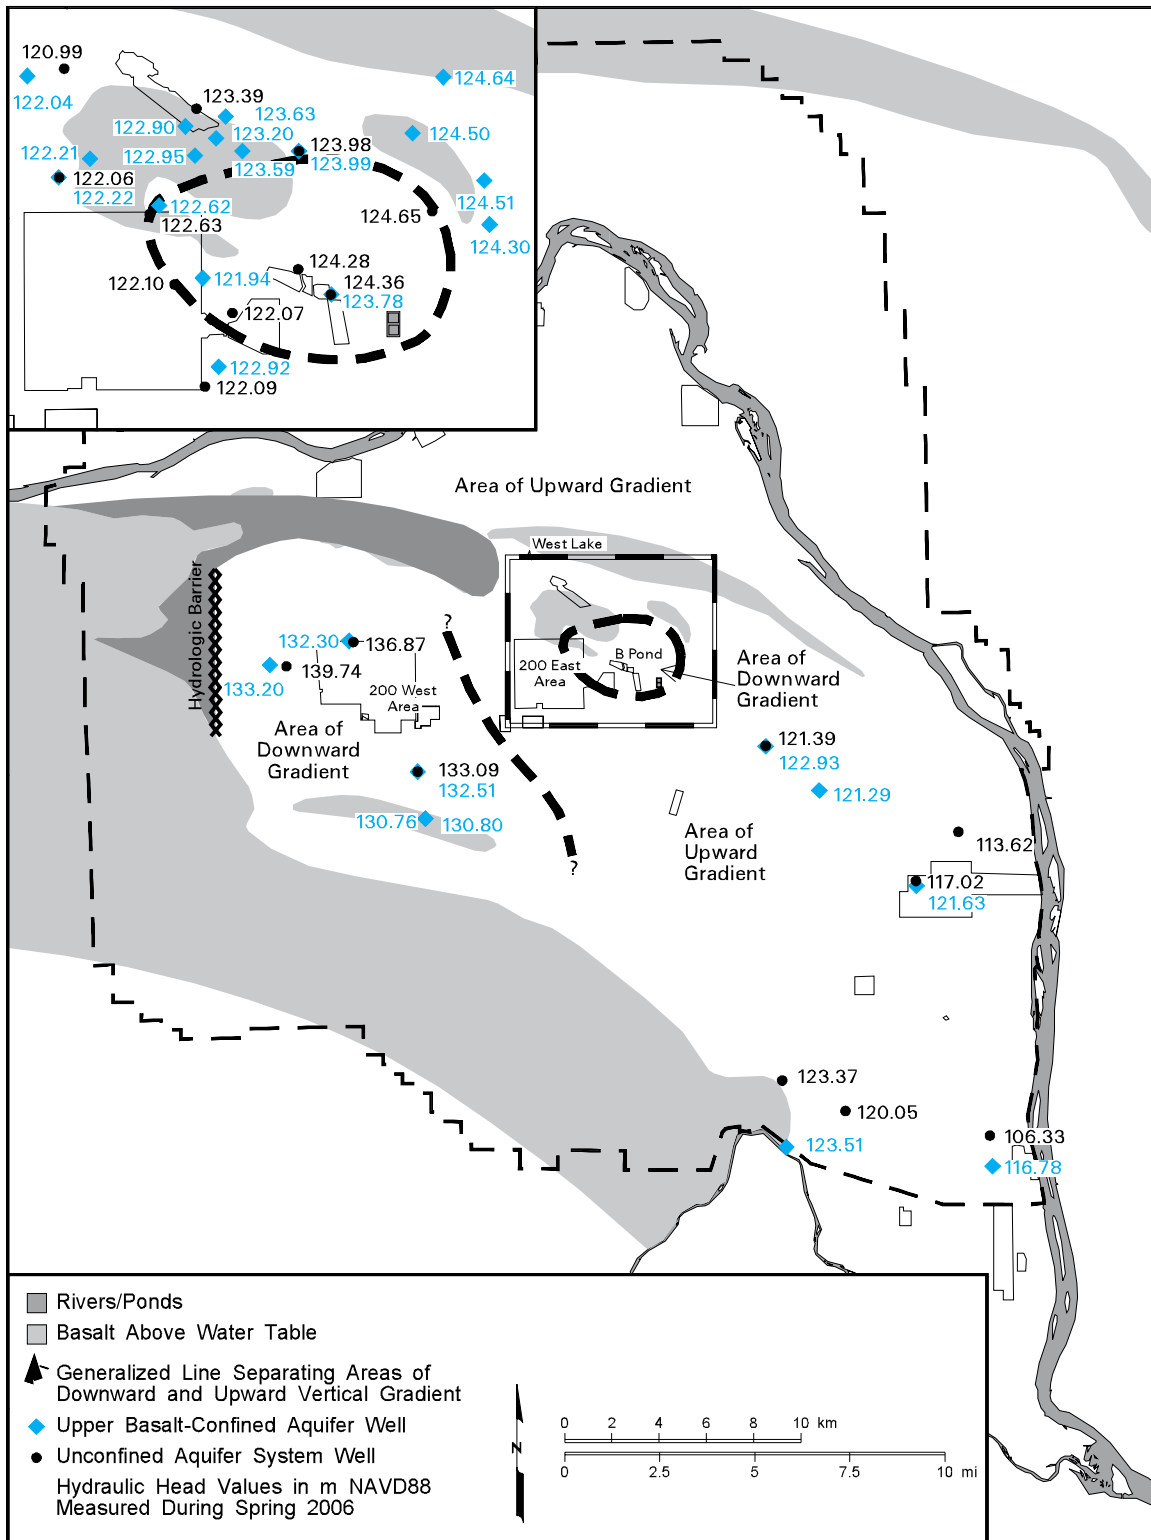 120.99
122.04
124.64
123.39
123.63
122.90
123.20
124.50
122.21
122.95
123.98
123.59
123.99
122.06
122.22
122.62
124.51
124.65
122.63
124.30
124.28
121.94
122.10
124.36
123.78
122.07
122.92
122.09
Area of Upward Gradient
West Lake
Hydrologic Barrier
?
132.30
136.87
139.74
133.20
200 West
Area
B Pond
200 East
Area
Area of
Downward
Gradient
Area of
Downward
Gradient
121.39
122.93
133.09
132.51
121.29
130.76
130.80
Area of
Upward
Gradient
113.62
?
117.02
121.63
123.37
120.05
106.33
123.51
116.78
Rivers/Ponds
Basalt Above Water Table
Generalized Line Separating Areas of
Downward and Upward Vertical Gradient
Upper Basalt-Confined Aquifer Well
Unconfined Aquifer System Well
Hydraulic Head Values in m NAVD88
Measured During Spring 2006
N
0 2 4 6 8 10 km
0 2.5 5 7.5 10 mi